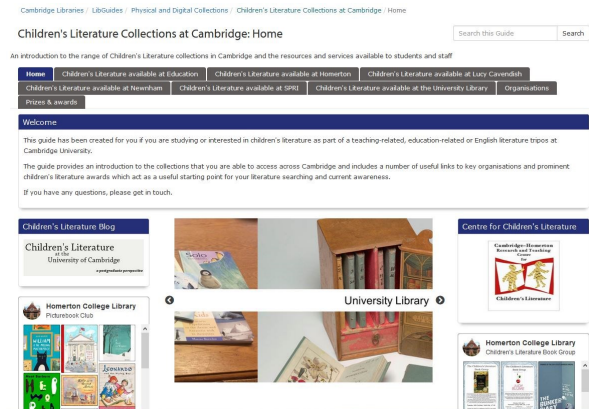 Cambridge Libraries / LibGuides / Physical and Digital Collections / Children's Literature Collections at Cambridge / Home
Children's Literature Collections at Cambridge: Home
Search this Guide Search
An introduction to the range of Children's Literature collections in Cambridge and the resources and services available to students and staff
Home Children's Literature available at Education Children's Literature available at Homerton Children's Literature available at Lucy Cavendish
Children's Literature available at Newnham Children's Literature available at SPRI Children's Literature available at the University Library Organisations
Prizes & awards
Welcome
This guide has been created for you if you are studying or interested in children's literature as part of a teaching-related, education-related or English literature tripos at
Cambridge University.
The guide provides an introduction to the collections that you are able to access across Cambridge and includes a number of useful links to key organisations and prominent
children's literature awards which act as a useful starting point for your literature searching and current awareness.
If you have any questions, please get in touch.
Children's Literature Blog
Children's Literature
at the
University of Cambridge
a postgraduate perspective
Homerton College Library
Picturebook Club
LEONARDO
Solo
University Library
Centre for Children's Literature
Cambridge-Homerton
Research and Teaching
Centre
for
Children's Literature
Homerton College Library
Children's Literature Book Group
THE
BUNKER
DIARY